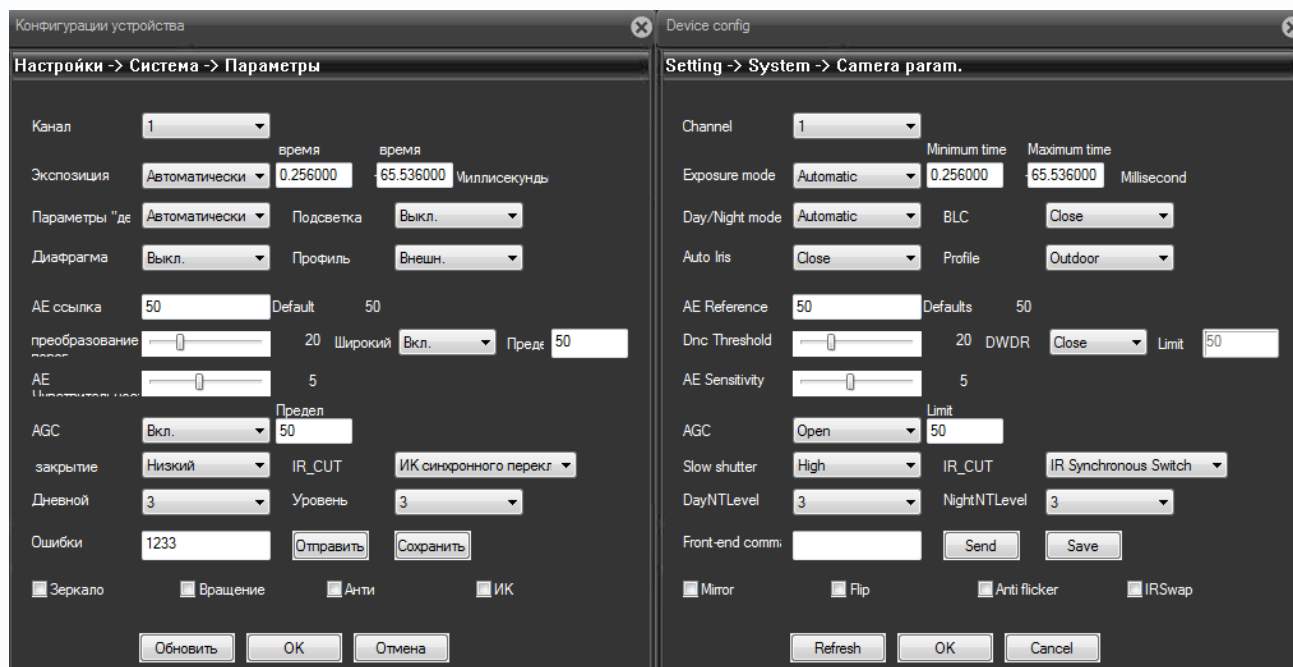 Конфигурации устройства
Настройки -> Система -> Параметры
Канал 1
время время
Экспозиция Автоматически 0.256000 -65.536000 Миллисекунды
Параметры "де Автоматически Подсветка Выкл.
Диафрагма Выкл. Профиль Внешн.
АЕ ссылка 50 Default 50
преобразование 20 Широкий Вкл. Преде 50
АЕ 5
Предел
AGC Вкл. 50
закрытие Низкий IR_CUT ИК синхронного перекл
Дневной 3 Уровень 3
Ошибки 1233 Отправить Сохранить
Зеркало Вращение Анти ИК
Обновить OK Отмена
Device config
Setting -> System -> Camera param.
Channel 1
Minimum time Maximum time
Exposure mode Automatic 0.256000 -65.536000 Millisecond
Day/Night mode Automatic BLC Close
Auto Iris Close Profile Outdoor
AE Reference 50 Defaults 50
Dnc Threshold 20 DWDR Close Limit 50
AE Sensitivity 5
Limit
AGC Open 50
Slow shutter High IR_CUT IR Synchronous Switch
DayNTLevel 3 NightNTLevel 3
Front-end comma Send Save
Mirror Flip Anti flicker IRSwap
Refresh OK Cancel